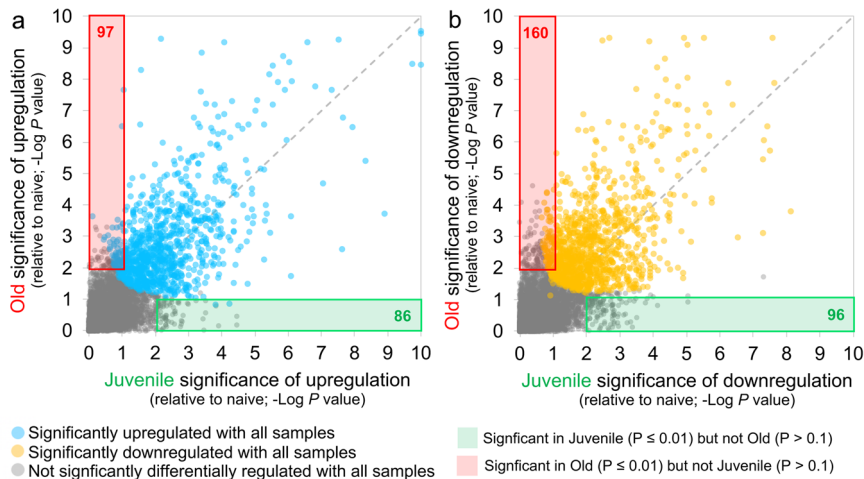 a
97
86
10
9
8
7
6
5
4
3
2
1
0
0 1 2 3 4 5 6 7 8 9 10
Old significance of upregulation
(relative to naive; -Log P value)
Juvenile significance of upregulation
(relative to naive; -Log P value)
b
160
96
10
9
8
7
6
5
4
3
2
1
0
0 1 2 3 4 5 6 7 8 9 10
Old significance of downregulation
(relative to naive; -Log P value)
Juvenile significance of downregulation
(relative to naive; -Log P value)
Significantly upregulated with all samples
Significantly downregulated with all samples
Not signficantly differentially regulated with all samples
Signficant in Juvenile (P ≤ 0.01) but not Old (P > 0.1)
Signficant in Old (P ≤ 0.01) but not Juvenile (P > 0.1)